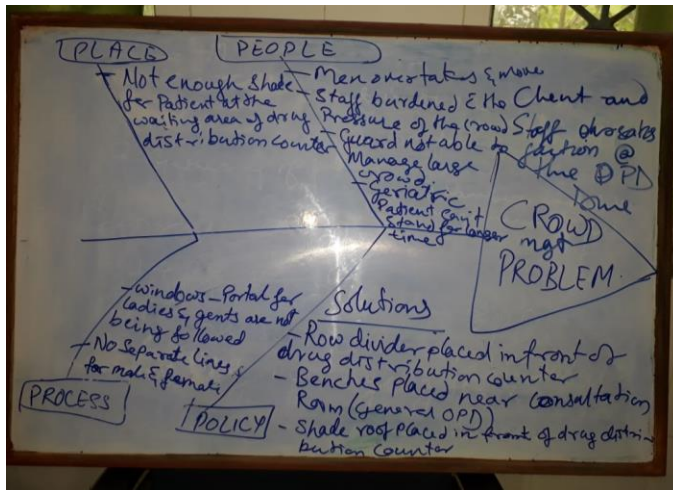 PLACE
- Not enough shade
for Patient at the
waiting area of drug
distribution counter
PEOPLE
- Men overtakes & move
- Staff burdened & the Client and
Pressure of the crowd Staff
- Guard not able to @
Manage large the OPD
crowd time
- Geriatric
Patient can't
stand for longer
time
CROWD
mgt
PROBLEM
- windows - Portal for
ladies & gents are not
being followed
- No separate lines
for male & female
PROCESS
POLICY
Solutions
- Row divider placed in front of
drug distribution counter
- Benches placed near Consultation
Room (general OPD)
- Shade roof placed in front of drug distri
bution counter